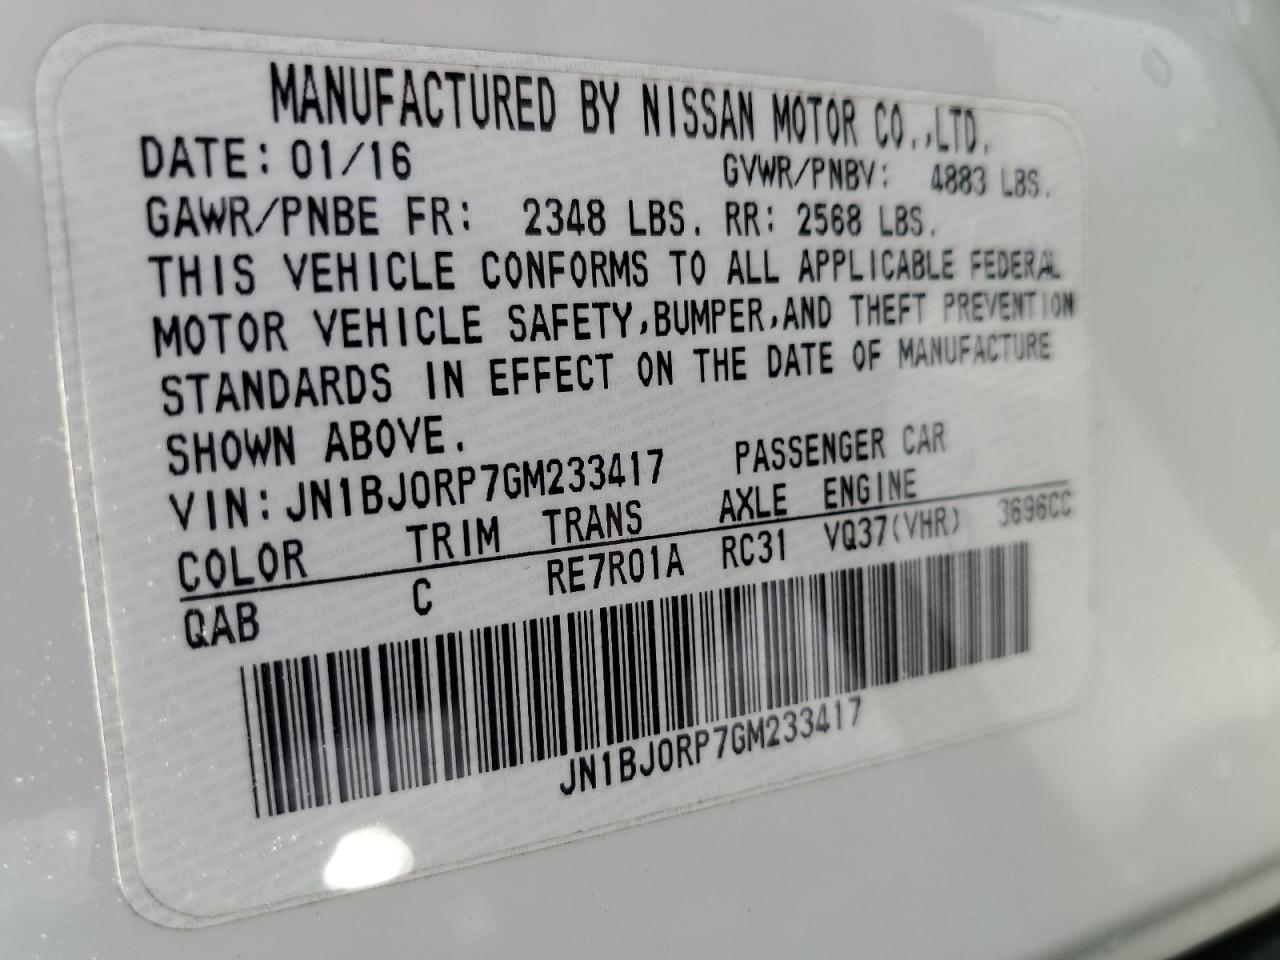 MANUFACTURED BY NISSAN MOTOR CO.,LTD.
DATE: 01/16 GVWR/PNBV: 4883 LBS.
GAWR/PNBE FR: 2348 LBS. RR: 2568 LBS.
THIS VEHICLE CONFORMS TO ALL APPLICABLE FEDERAL
MOTOR VEHICLE SAFETY,BUMPER,AND THEFT PREVENTION
STANDARDS IN EFFECT ON THE DATE OF MANUFACTURE
SHOWN ABOVE.
VIN: JN1BJ0RP7GM233417 PASSENGER CAR
COLOR TRIM TRANS AXLE ENGINE
QAB C RE7R01A RC31 VQ37(VHR) 3696CC
JN1BJ0RP7GM233417